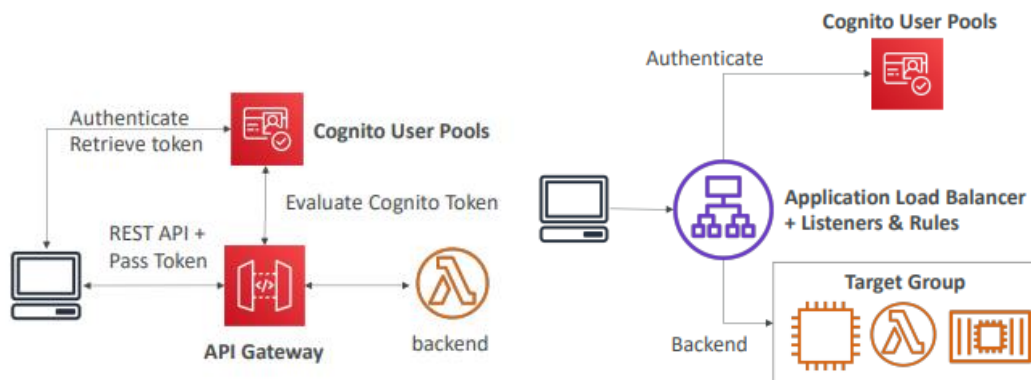 Authenticate
Retrieve token
Cognito User Pools
Evaluate Cognito Token
REST API +
Pass Token
</>
API Gateway
backend
Cognito User Pools
Authenticate
Application Load Balancer
+ Listeners & Rules
Target Group
Backend